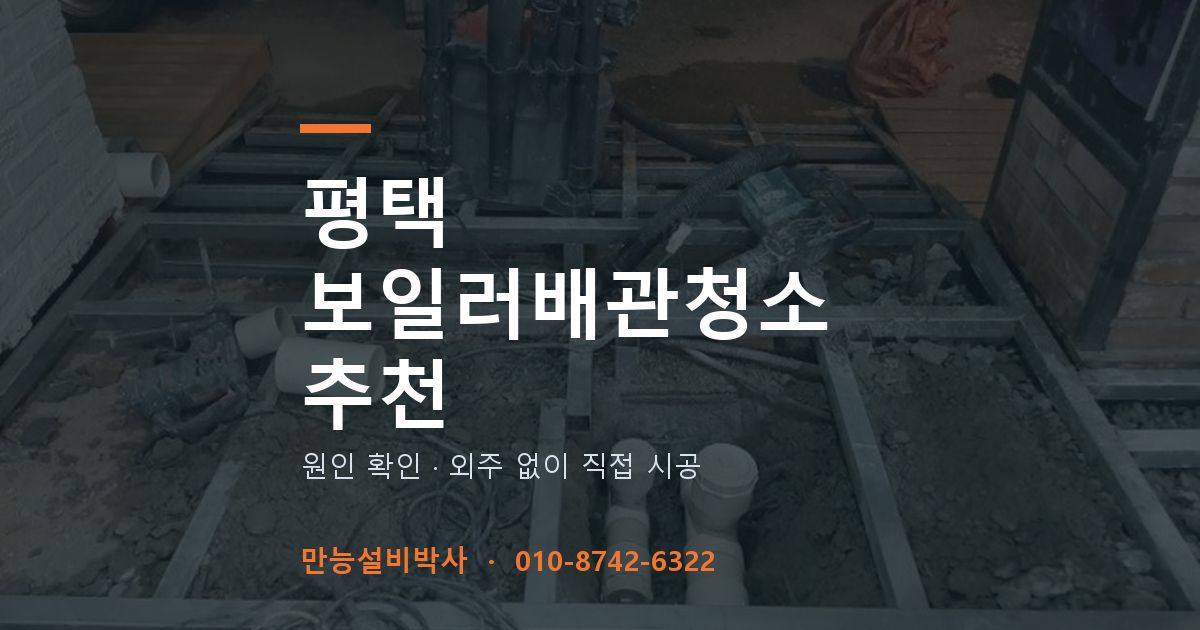 평택
보일러배관청소
추천
원인 확인 · 외주 없이 직접 시공
만능설비박사 · 010-8742-6322